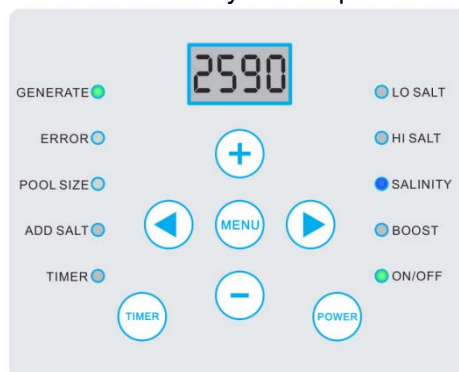 2590
GENERATE
LO SALT
ERROR
HI SALT
POOL SIZE
SALINITY
ADD SALT
MENU
BOOST
TIMER
ON/OFF
TIMER
POWER